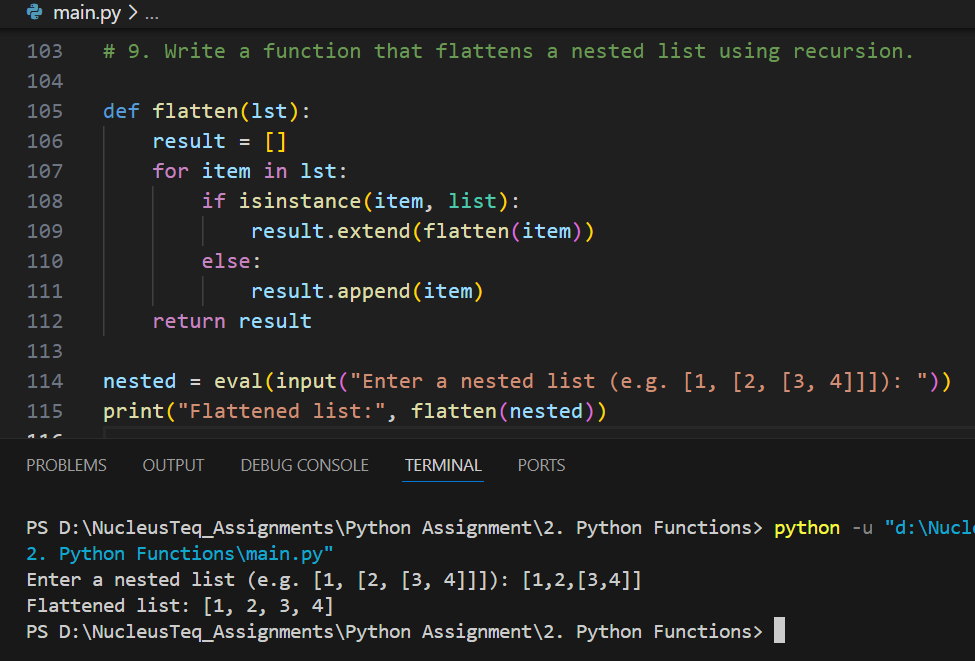 main.py > ...
103 # 9. Write a function that flattens a nested list using recursion.
104
105 def flatten(lst):
106     result = []
107     for item in lst:
108         if isinstance(item, list):
109             result.extend(flatten(item))
110         else:
111             result.append(item)
112     return result
113
114 nested = eval(input("Enter a nested list (e.g. [1, [2, [3, 4]]]): "))
115 print("Flattened list:", flatten(nested))
PROBLEMS OUTPUT DEBUG CONSOLE TERMINAL PORTS
PS D:\NucleusTeq_Assignments\Python Assignment\2. Python Functions> python -u "d:\Nucle
2. Python Functions\main.py"
Enter a nested list (e.g. [1, [2, [3, 4]]]): [1,2,[3,4]]
Flattened list: [1, 2, 3, 4]
PS D:\NucleusTeq_Assignments\Python Assignment\2. Python Functions>